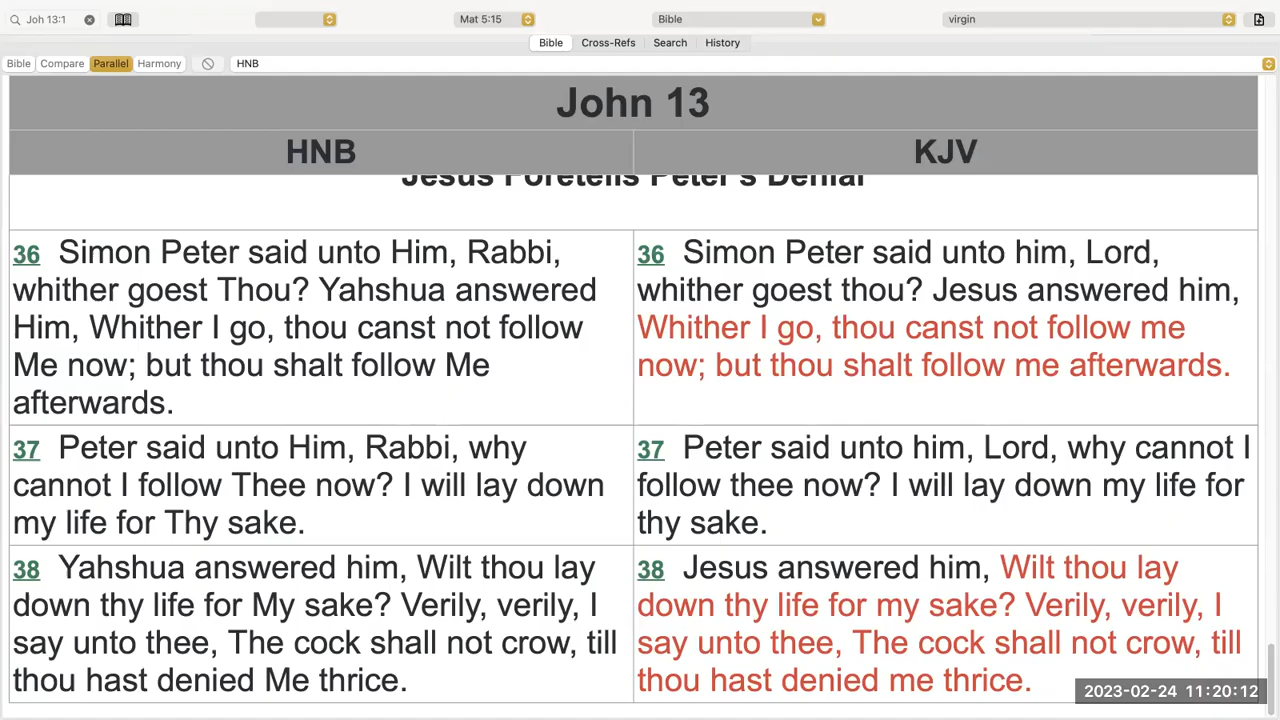 Joh 13:1
Mat 5:15
Bible
virgin
Bible
Cross-Refs
Search
History
Bible
Compare
Parallel
Harmony
HNB
John 13
HNB
KJV
Jesus Foretells Peter's Denial
36 Simon Peter said unto Him, Rabbi,
whither goest Thou? Yahshua answered
Him, Whither I go, thou canst not follow
Me now; but thou shalt follow Me
afterwards.
36 Simon Peter said unto him, Lord,
whither goest thou? Jesus answered him,
Whither I go, thou canst not follow me
now; but thou shalt follow me afterwards.
37 Peter said unto Him, Rabbi, why
cannot I follow Thee now? I will lay down
my life for Thy sake.
37 Peter said unto him, Lord, why cannot I
follow thee now? I will lay down my life for
thy sake.
38 Yahshua answered him, Wilt thou lay
down thy life for My sake? Verily, verily, I
say unto thee, The cock shall not crow, till
thou hast denied Me thrice.
38 Jesus answered him, Wilt thou lay
down thy life for my sake? Verily, verily, I
say unto thee, The cock shall not crow, till
thou hast denied me thrice.
2023-02-24 11:20:12